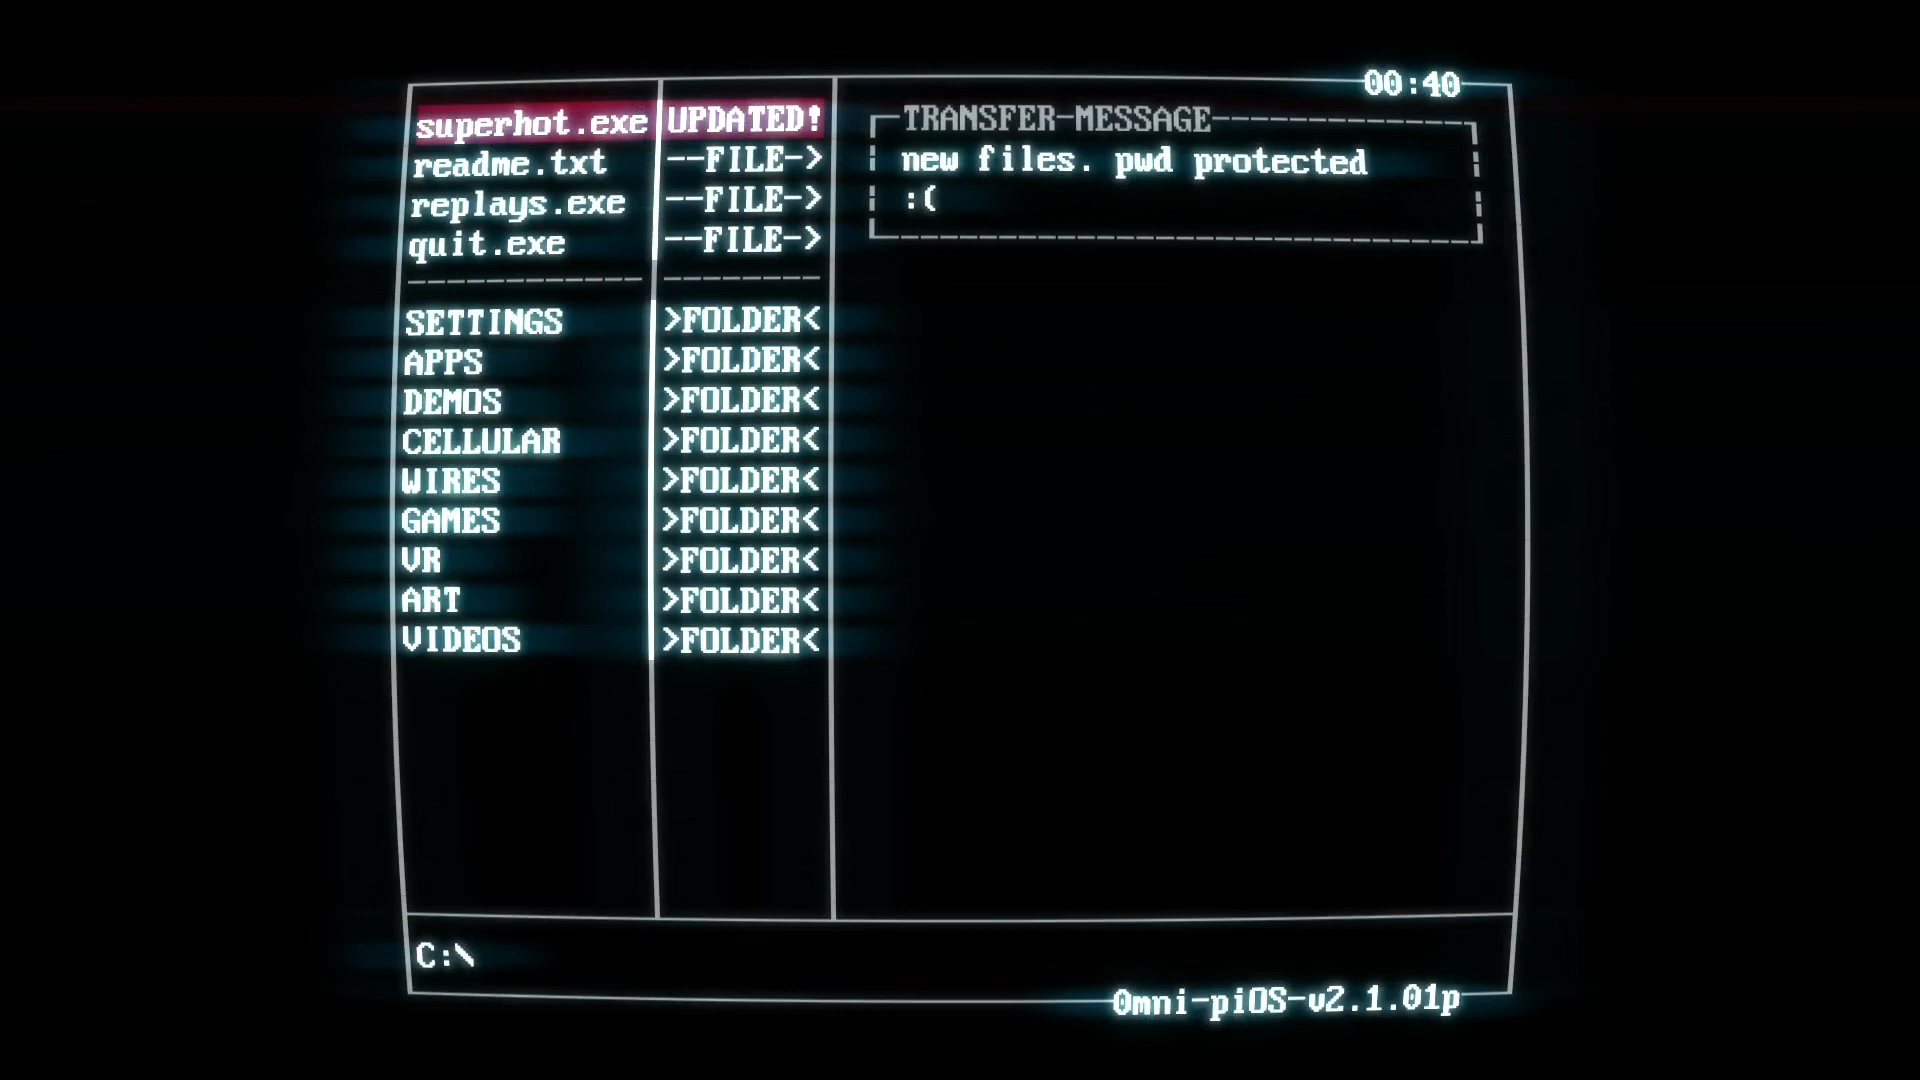 00:40
superhot.exe UPDATED!
readme.txt --FILE->
replays.exe --FILE->
quit.exe --FILE->
SETTINGS >FOLDER<
APPS >FOLDER<
DEMOS >FOLDER<
CELLULAR >FOLDER<
WIRES >FOLDER<
GAMES >FOLDER<
VR >FOLDER<
ART >FOLDER<
VIDEOS >FOLDER<
TRANSFER-MESSAGE
new files. pwd protected
:(
C:\
0mni-piOS-v2.1.01p